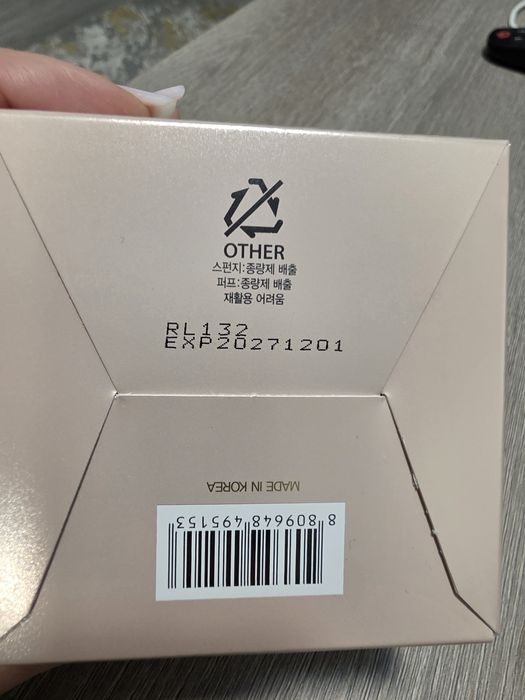 OTHER
스펀지:종량제 배출
퍼프:종량제 배출
재활용 어려움
RL132
EXP20271201
MADE IN KOREA
8 809648 495153